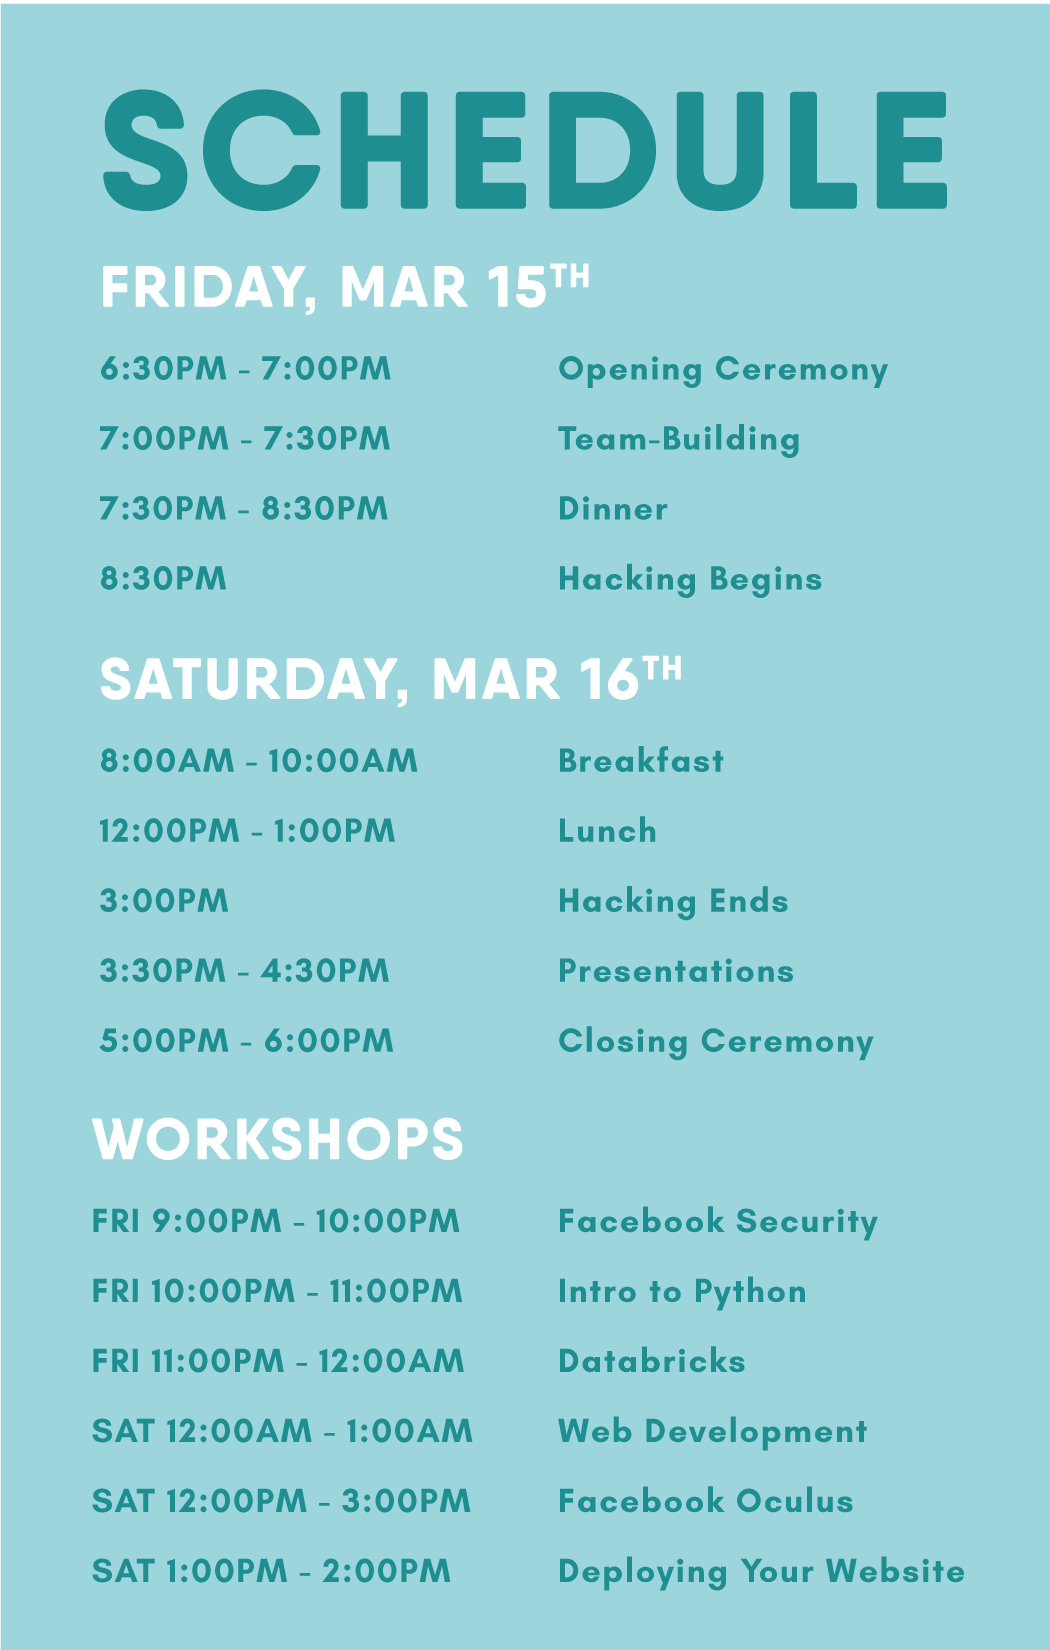 SCHEDULE
FRIDAY, MAR 15TH
6:30PM - 7:00PM Opening Ceremony
7:00PM - 7:30PM Team-Building
7:30PM - 8:30PM Dinner
8:30PM Hacking Begins
SATURDAY, MAR 16TH
8:00AM - 10:00AM Breakfast
12:00PM - 1:00PM Lunch
3:00PM Hacking Ends
3:30PM - 4:30PM Presentations
5:00PM - 6:00PM Closing Ceremony
WORKSHOPS
FRI 9:00PM - 10:00PM Facebook Security
FRI 10:00PM - 11:00PM Intro to Python
FRI 11:00PM - 12:00AM Databricks
SAT 12:00AM - 1:00AM Web Development
SAT 12:00PM - 3:00PM Facebook Oculus
SAT 1:00PM - 2:00PM Deploying Your Website